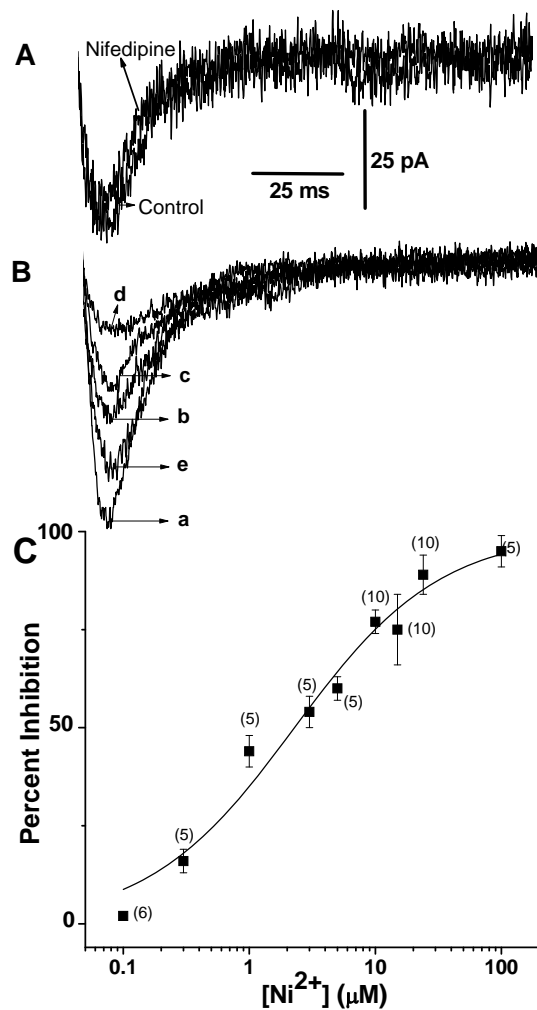 A
Nifedipine
25 pA
25 ms
Control
B
d
c
b
e
a
C
100
50
0
Percent Inhibition
(6)
(5)
(5)
(5)
(5)
(10)
(10)
(10)
(5)
0.1
1
10
100
[Ni²⁺] (μM)